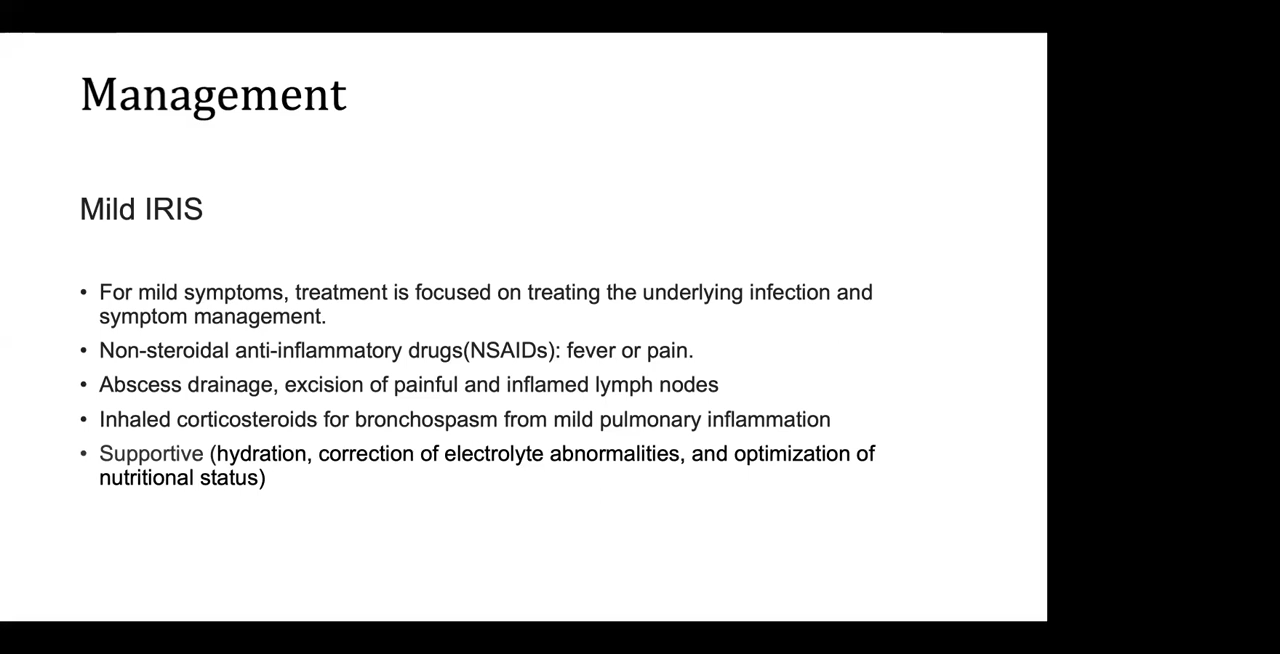 Management
Mild IRIS
• For mild symptoms, treatment is focused on treating the underlying infection and
symptom management.
• Non-steroidal anti-inflammatory drugs(NSAIDs): fever or pain.
• Abscess drainage, excision of painful and inflamed lymph nodes
• Inhaled corticosteroids for bronchospasm from mild pulmonary inflammation
• Supportive (hydration, correction of electrolyte abnormalities, and optimization of
nutritional status)